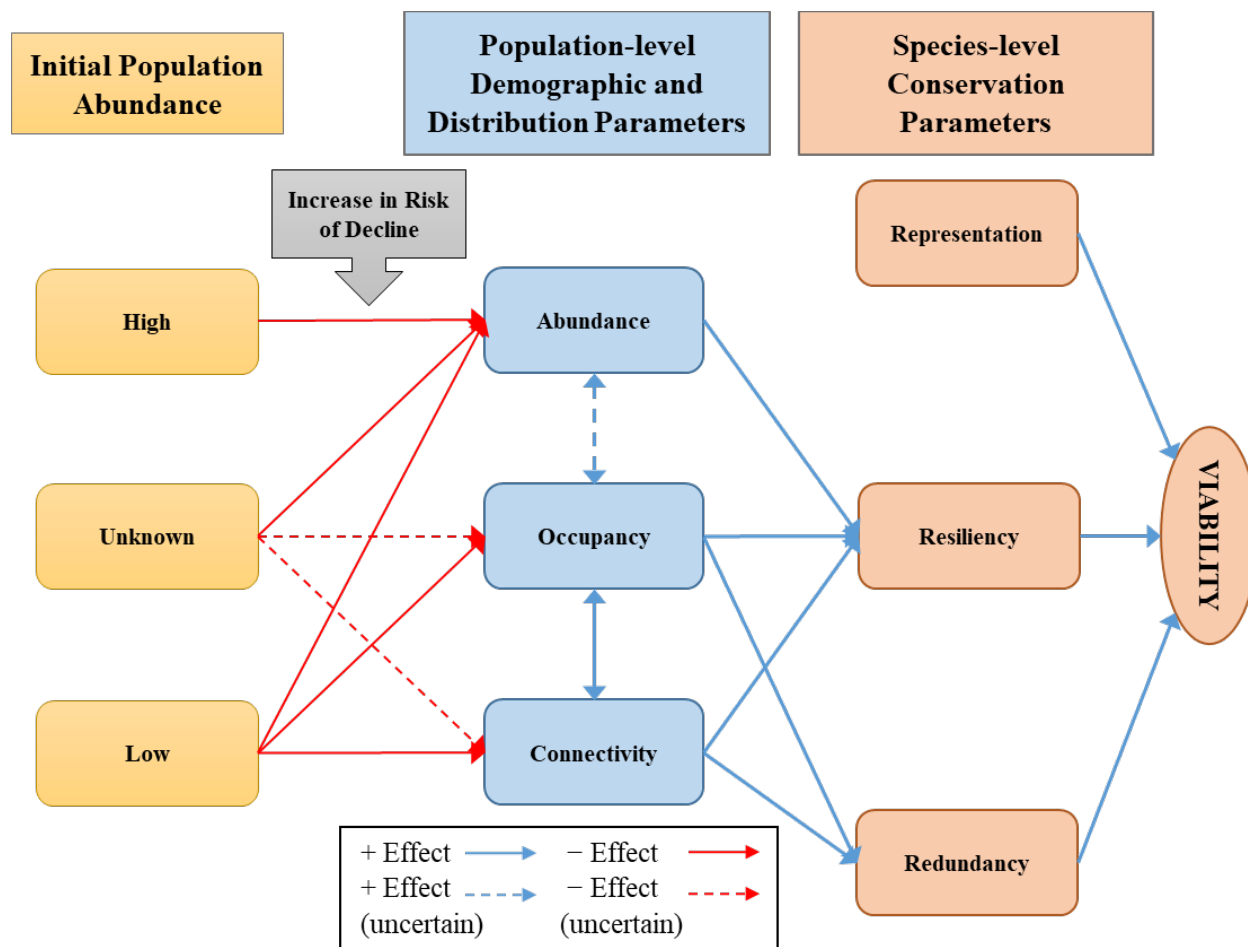 Initial Population
Abundance
Population-level
Demographic and
Distribution Parameters
Species-level
Conservation
Parameters
Increase in Risk
of Decline
High
Unknown
Low
Abundance
Occupancy
Connectivity
Representation
Resiliency
Redundancy
VIABILITY
+ Effect
− Effect
+ Effect
(uncertain)
− Effect
(uncertain)